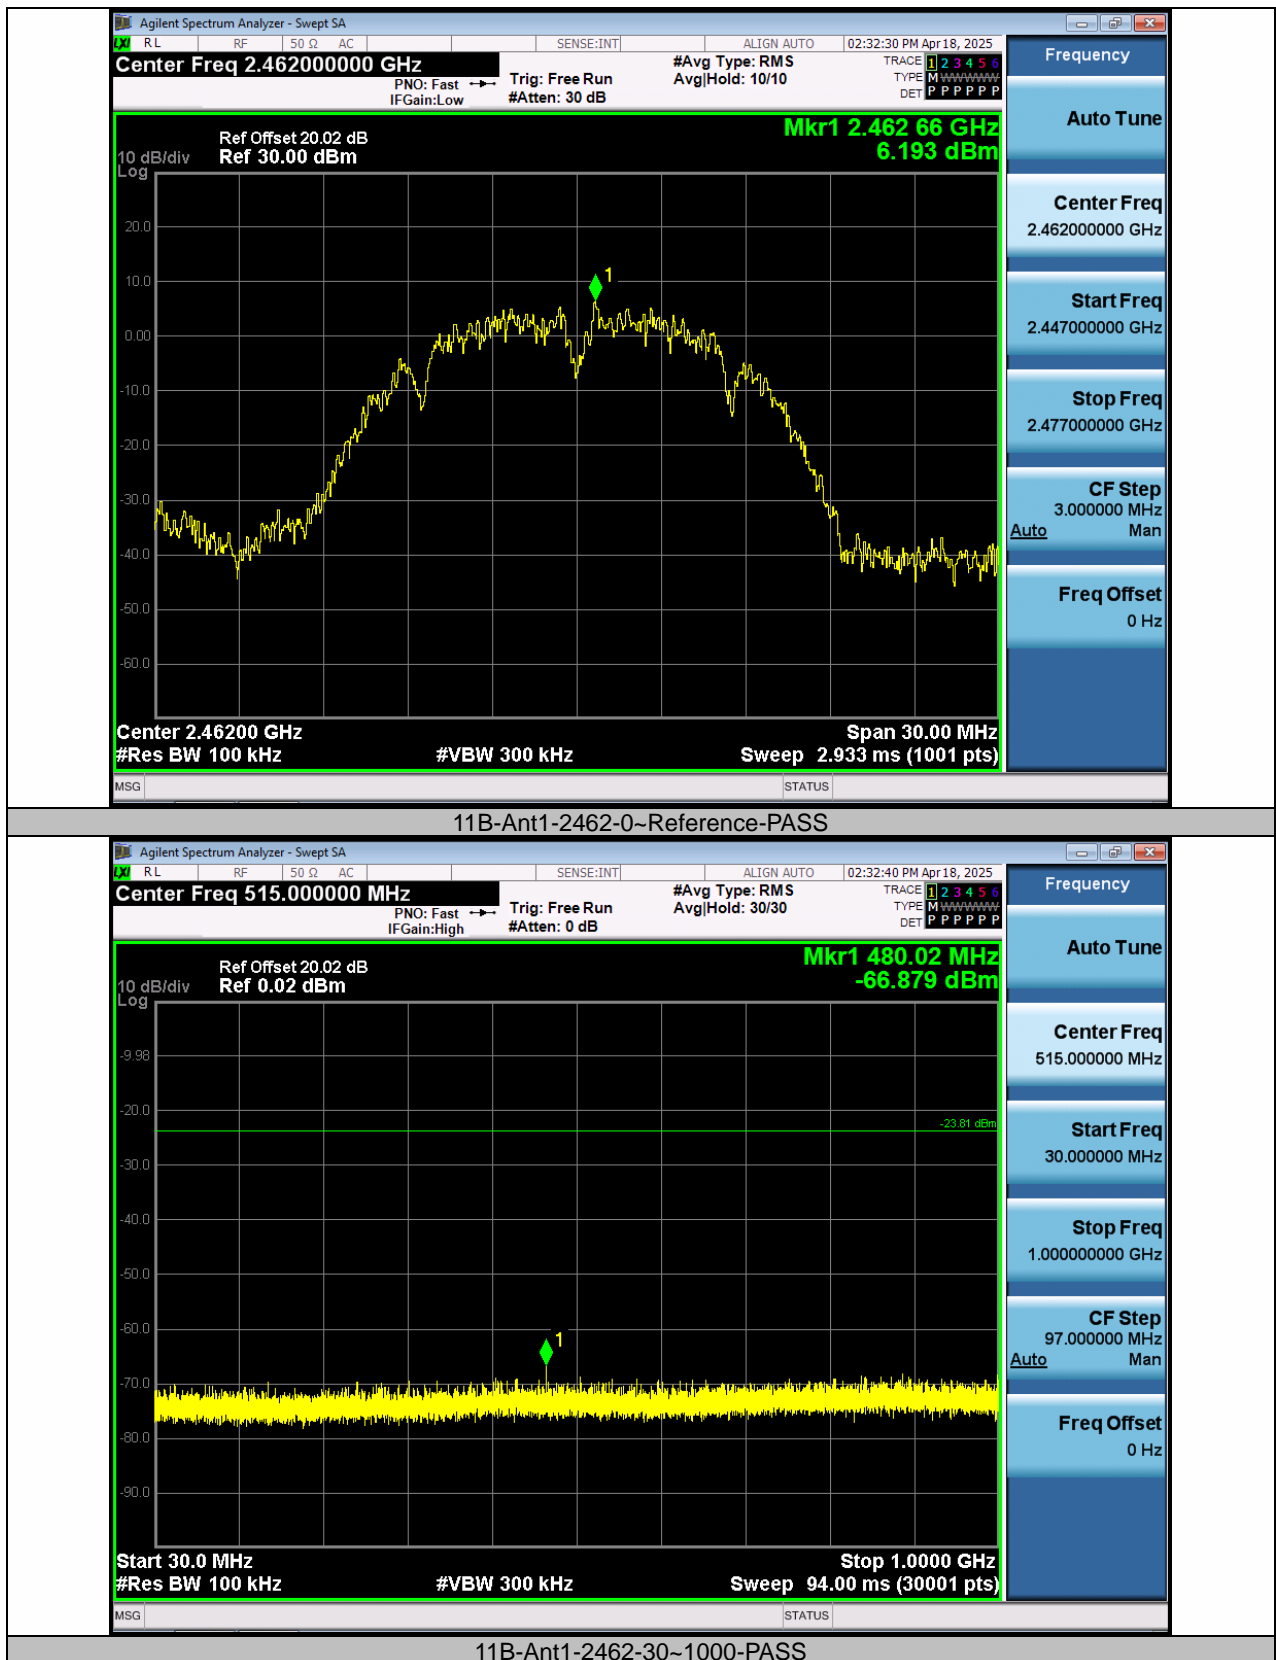 Agilent Spectrum Analyzer - Swept SA
LXI RL RF 50 Ω AC SENSE:INT ALIGN AUTO 02:32:30 PM Apr 18, 2025
Center Freq 2.462000000 GHz
PNO: Fast
IFGain:Low
Trig: Free Run
#Atten: 30 dB
#Avg Type: RMS
Avg|Hold: 10/10
TRACE 1 2 3 4 5 6
TYPE M WWWWW
DET P P P P P P
Frequency
Auto Tune
Center Freq
2.462000000 GHz
Start Freq
2.447000000 GHz
Stop Freq
2.477000000 GHz
CF Step
3.000000 MHz
Auto Man
Freq Offset
0 Hz
Mkr1 2.462 66 GHz
6.193 dBm
Ref Offset 20.02 dB
10 dB/div Ref 30.00 dBm
Log
20.0
10.0
0.00
-10.0
-20.0
-30.0
-40.0
-50.0
-60.0
1
Center 2.46200 GHz Span 30.00 MHz
#Res BW 100 kHz #VBW 300 kHz Sweep 2.933 ms (1001 pts)
MSG STATUS
11B-Ant1-2462-0~Reference-PASS
Agilent Spectrum Analyzer - Swept SA
LXI RL RF 50 Ω AC SENSE:INT ALIGN AUTO 02:32:40 PM Apr 18, 2025
Center Freq 515.000000 MHz
PNO: Fast
IFGain:High
Trig: Free Run
#Atten: 0 dB
#Avg Type: RMS
Avg|Hold: 30/30
TRACE 1 2 3 4 5 6
TYPE M WWWWW
DET P P P P P P
Frequency
Auto Tune
Center Freq
515.000000 MHz
Start Freq
30.000000 MHz
Stop Freq
1.000000000 GHz
CF Step
97.000000 MHz
Auto Man
Freq Offset
0 Hz
Mkr1 480.02 MHz
-66.879 dBm
Ref Offset 20.02 dB
10 dB/div Ref 0.02 dBm
Log
-9.98
-20.0
-30.0
-40.0
-50.0
-60.0
-70.0
-80.0
-90.0
-23.81 dBm
1
Start 30.0 MHz Stop 1.0000 GHz
#Res BW 100 kHz #VBW 300 kHz Sweep 94.00 ms (30001 pts)
MSG STATUS
11B-Ant1-2462-30~1000-PASS